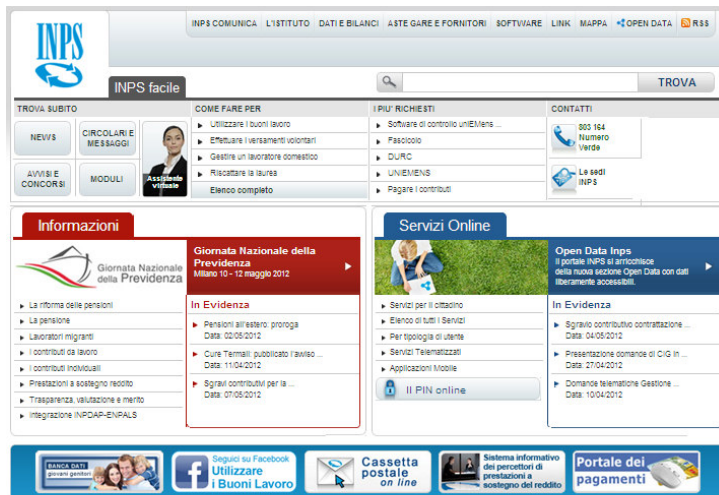 INPS COMUNICA L'ISTITUTO DATI E BILANCI ASTE GARE E FORNITORI SOFTWARE LINK MAPPA OPEN DATA RSS
INPS
INPS facile
TROVA
TROVA SUBITO
NEWS
CIRCOLARI E
MESSAGGI
AVVISI E
CONCORSI
MODULI
Assistente
virtuale
COME FARE PER
Utilizzare i buoni lavoro
Effettuare i versamenti volontari
Gestire un lavoratore domestico
Riscattare la laurea
Elenco completo
I PIU' RICHIESTI
Software di controllo uniEMens ...
Fascicolo
DURC
UNIEMENS
Pagare i contributi
CONTATTI
803 164
Numero
Verde
Le sedi
INPS
Informazioni
Giornata Nazionale
della Previdenza
La riforma delle pensioni
La pensione
Lavoratori migranti
I contributi da lavoro
I contributi individuali
Prestazioni a sostegno reddito
Trasparenza, valutazione e merito
Integrazione INPDAP-ENPALS
Giornata Nazionale della
Previdenza
Milano 10 - 12 maggio 2012
In Evidenza
Pensioni all'estero: proroga
Data: 02/05/2012
Cure Termali: pubblicato l'avviso ...
Data: 11/04/2012
Sgravi contributivi per la ...
Data: 07/05/2012
Servizi Online
Servizi per il cittadino
Elenco di tutti i Servizi
Per tipologia di utente
Servizi Telematizzati
Applicazioni Mobile
Il PIN online
Open Data Inps
Il portale INPS si arricchisce
della nuova sezione Open Data con dati
liberamente accessibili.
In Evidenza
Sgravio contributivo contrattazione ...
Data: 04/05/2012
Presentazione domande di CIG in ...
Data: 27/04/2012
Domande telematiche Gestione ...
Data: 10/04/2012
BANCA DATI
giovani genitori
Seguici su Facebook
Utilizzare
i Buoni Lavoro
Cassetta
postale
on line
Sistema informativo
dei percettori di
prestazioni a
sostegno del reddito
Portale dei
pagamenti